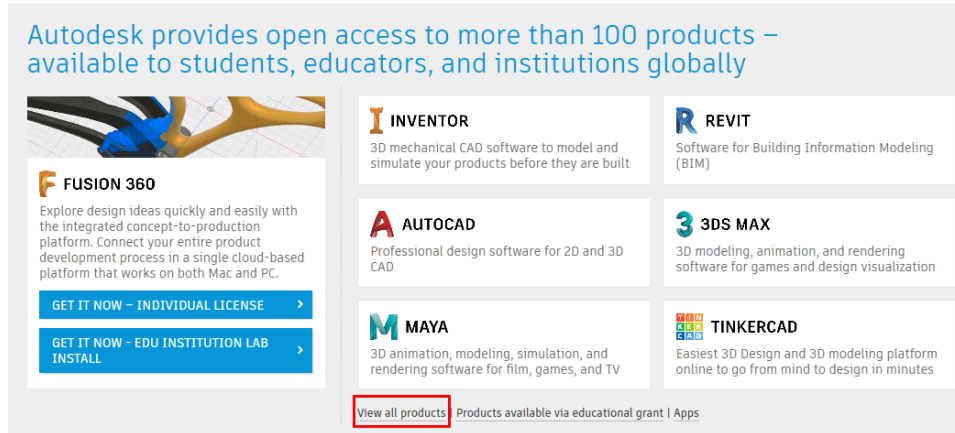 Autodesk provides open access to more than 100 products –
available to students, educators, and institutions globally
FUSION 360
Explore design ideas quickly and easily with
the integrated concept-to-production
platform. Connect your entire product
development process in a single cloud-based
platform that works on both Mac and PC.
GET IT NOW – INDIVIDUAL LICENSE
GET IT NOW - EDU INSTITUTION LAB
INSTALL
INVENTOR
3D mechanical CAD software to model and
simulate your products before they are built
REVIT
Software for Building Information Modeling
(BIM)
AUTOCAD
Professional design software for 2D and 3D
CAD
3DS MAX
3D modeling, animation, and rendering
software for games and design visualization
MAYA
3D animation, modeling, simulation, and
rendering software for film, games, and TV
TIN
KER
CAD
TINKERCAD
Easiest 3D Design and 3D modeling platform
online to go from mind to design in minutes
View all products | Products available via educational grant | Apps